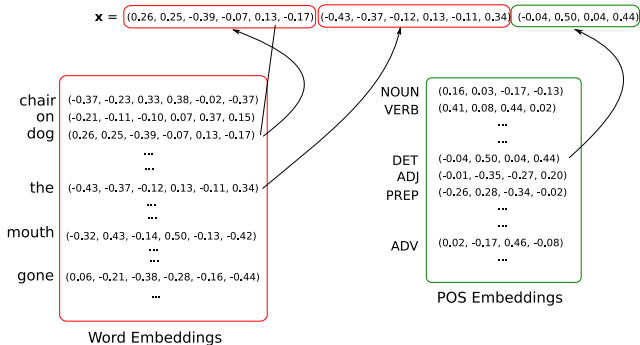 x = (0.26, 0.25, -0.39, -0.07, 0.13, -0.17) (-0.43, -0.37, -0.12, 0.13, -0.11, 0.34) (-0.04, 0.50, 0.04, 0.44)
chair (-0.37, -0.23, 0.33, 0.38, -0.02, -0.37)
on (-0.21, -0.11, -0.10, 0.07, 0.37, 0.15)
dog (0.26, 0.25, -0.39, -0.07, 0.13, -0.17)
...
...
the (-0.43, -0.37, -0.12, 0.13, -0.11, 0.34)
...
...
mouth (-0.32, 0.43, -0.14, 0.50, -0.13, -0.42)
...
...
gone (0.06, -0.21, -0.38, -0.28, -0.16, -0.44)
...
Word Embeddings
NOUN (0.16, 0.03, -0.17, -0.13)
VERB (0.41, 0.08, 0.44, 0.02)
...
...
DET (-0.04, 0.50, 0.04, 0.44)
ADJ (-0.01, -0.35, -0.27, 0.20)
PREP (-0.26, 0.28, -0.34, -0.02)
...
...
ADV (0.02, -0.17, 0.46, -0.08)
...
POS Embeddings